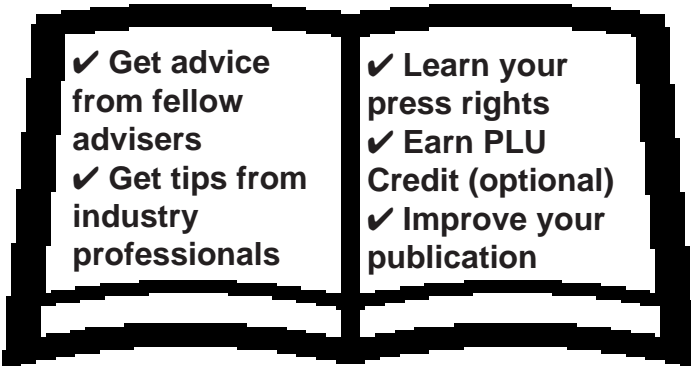 ✔ Get advice
from fellow
advisers
✔ Get tips from
industry
professionals
✔ Learn your
press rights
✔ Earn PLU
Credit (optional)
✔ Improve your
publication